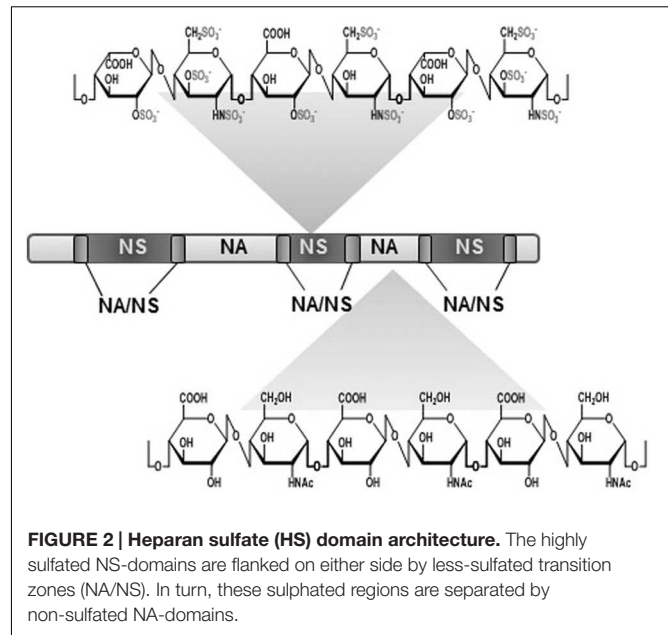 CH₂SO₃⁻ COOH CH₂SO₃⁻ CH₂SO₃⁻
COOH OH OSO₃⁻ OH OH COOH OH OSO₃⁻
O OSO₃⁻ HNSO₃⁻ O OSO₃⁻ HNSO₃⁻ O OSO₃⁻ HNSO₃⁻ O
NS NA NS NA NS
NA/NS NA/NS NA/NS
COOH CH₂OH COOH CH₂OH COOH CH₂OH
OH OH OH OH OH OH
O OH HNAc O OH HNAc O OH HNAc O
FIGURE 2 | Heparan sulfate (HS) domain architecture. The highly
sulfated NS-domains are flanked on either side by less-sulfated transition
zones (NA/NS). In turn, these sulphated regions are separated by
non-sulfated NA-domains.